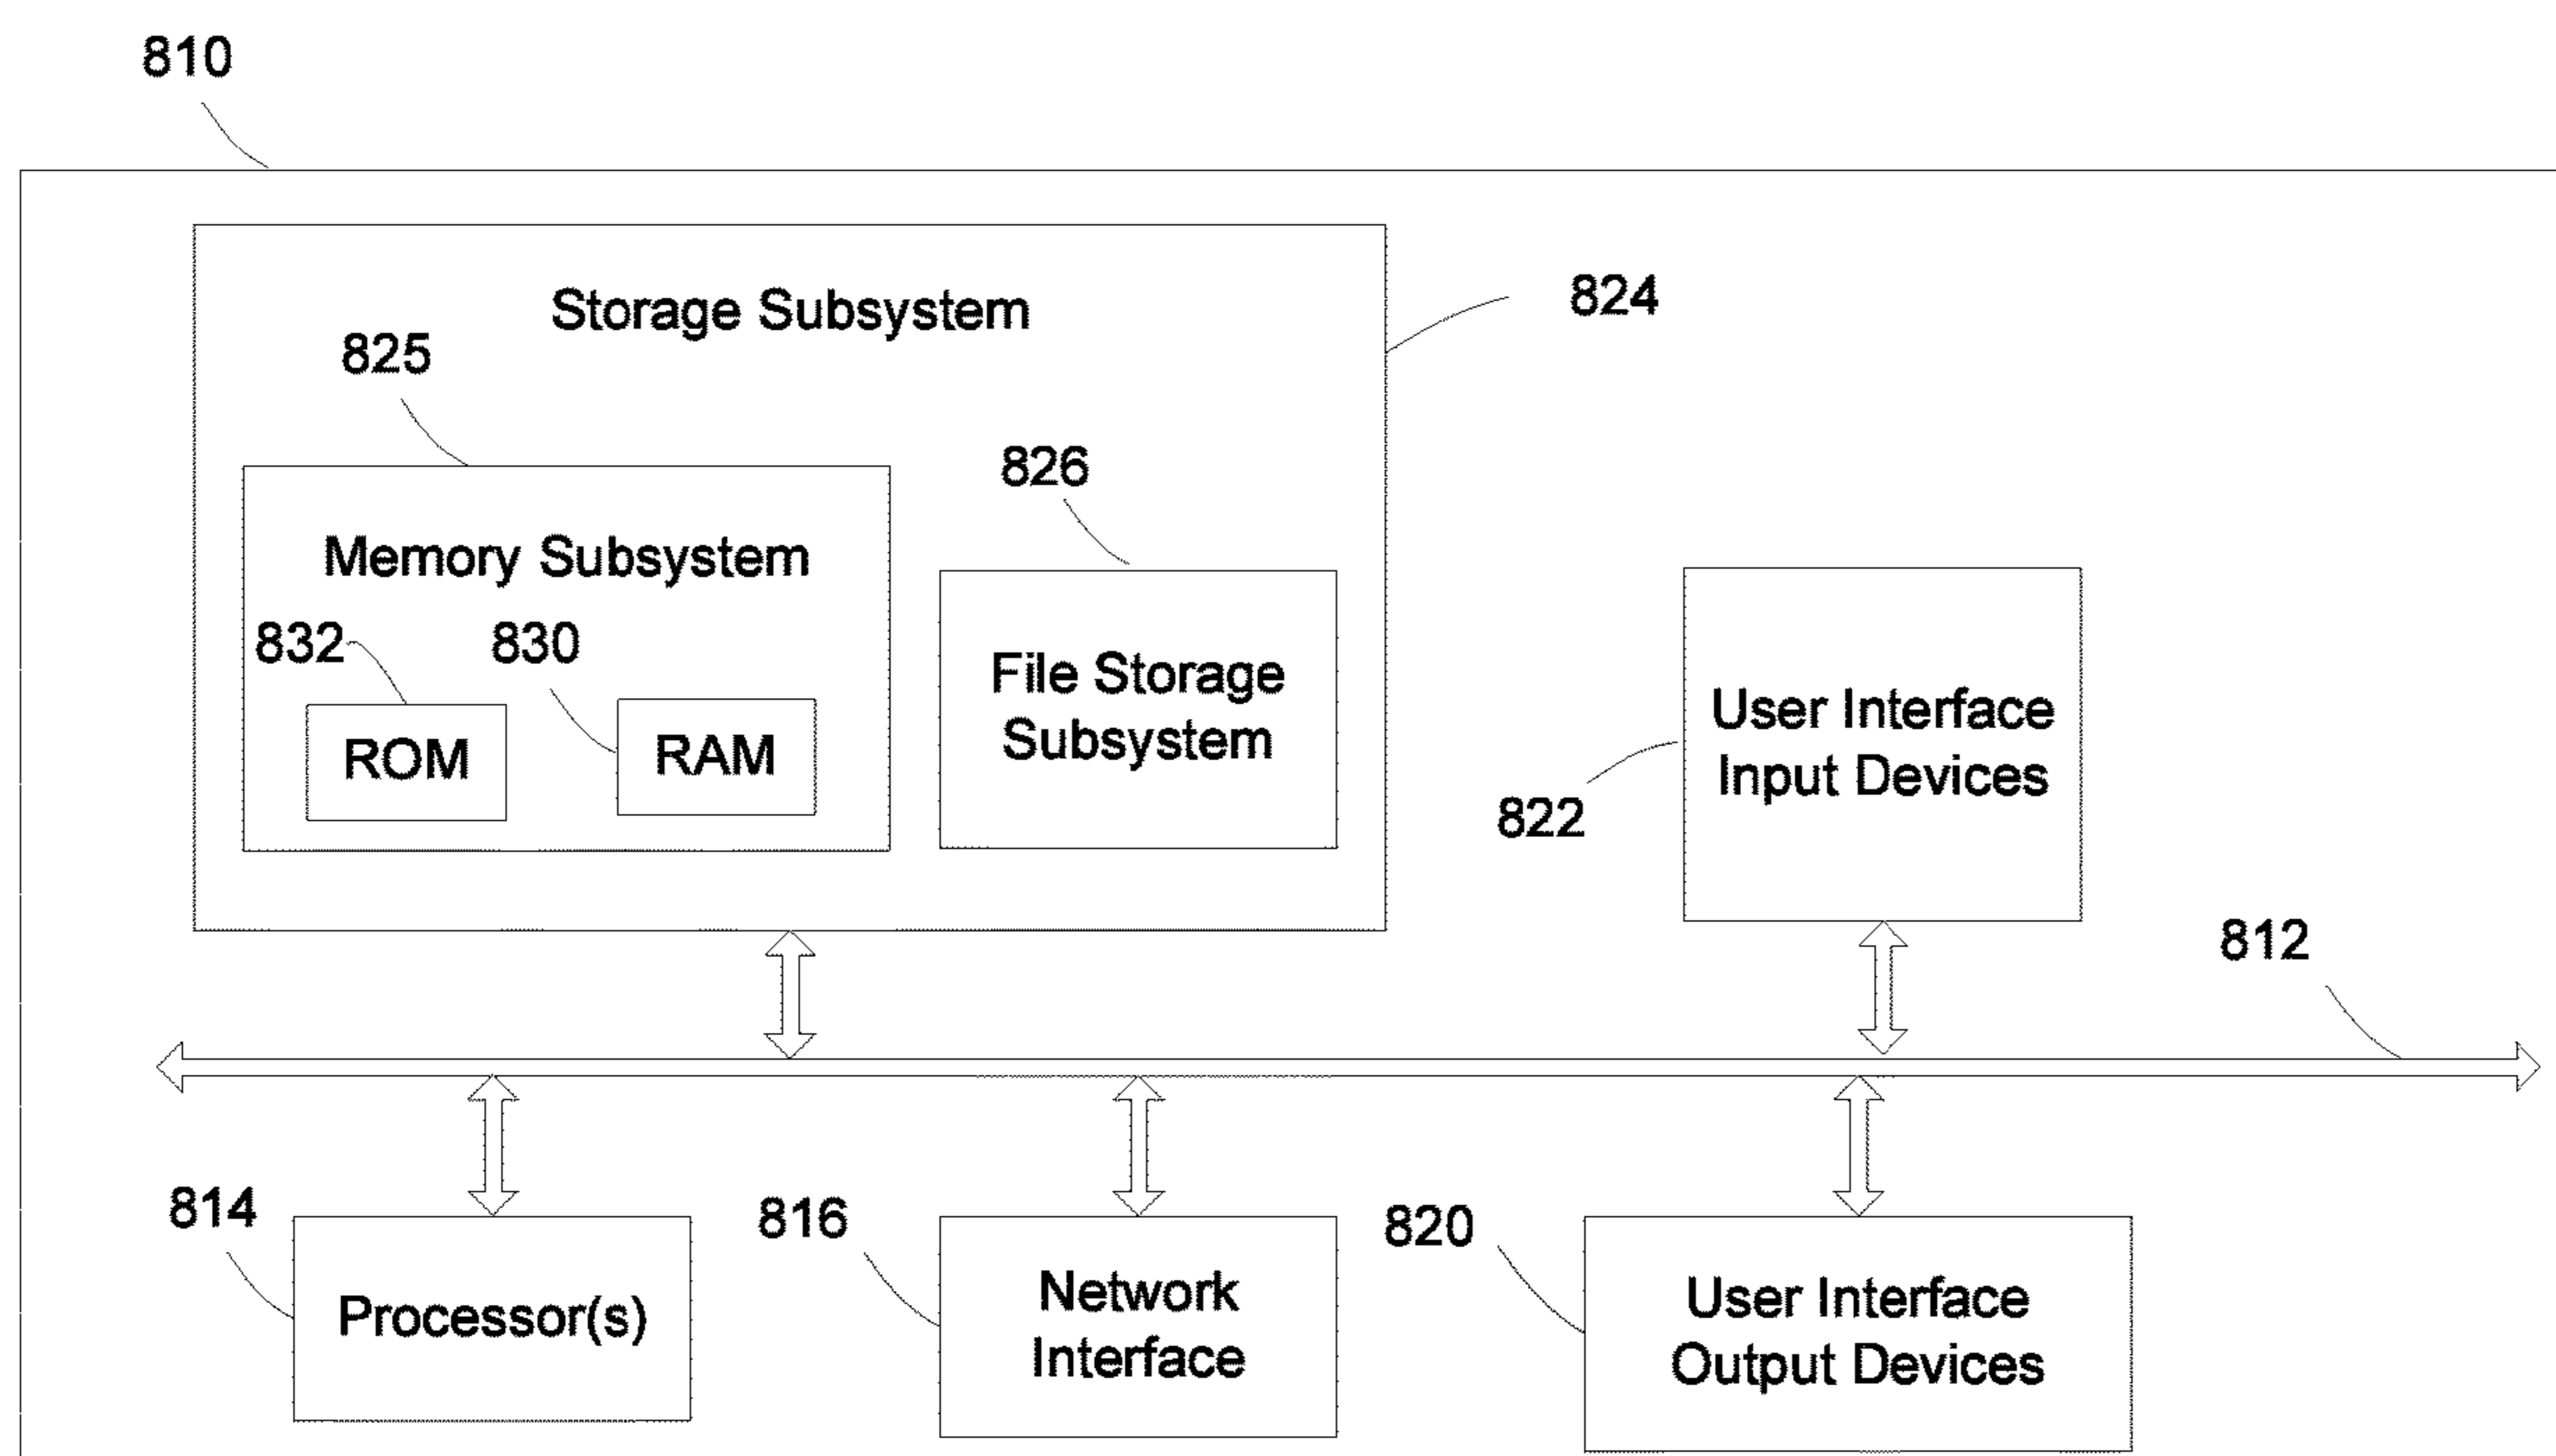 810
Storage Subsystem
824
825
826
Memory Subsystem
832
830
File Storage
Subsystem
ROM
RAM
User Interface
Input Devices
822
812
814
816
820
Processor(s)
Network
Interface
User Interface
Output Devices